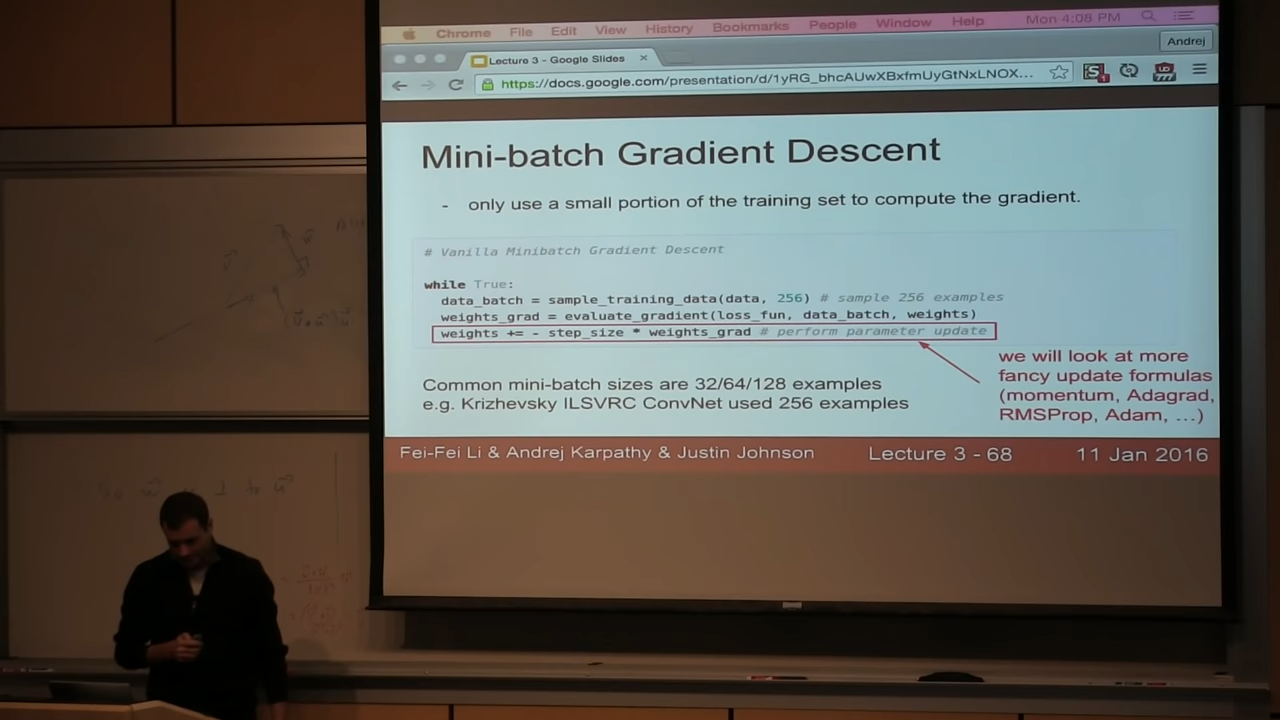 Chrome File Edit View History Bookmarks People Window Help Mon 4:08 PM
Lecture 3 - Google Slides × Andrej
https://docs.google.com/presentation/d/1yRG_bhcAUwXBxfmUyGtNxLNOX...
Mini-batch Gradient Descent
- only use a small portion of the training set to compute the gradient.
# Vanilla Minibatch Gradient Descent
while True:
data_batch = sample_training_data(data, 256) # sample 256 examples
weights_grad = evaluate_gradient(loss_fun, data_batch, weights)
weights += - step_size * weights_grad # perform parameter update
we will look at more
fancy update formulas
(momentum, Adagrad,
RMSProp, Adam, …)
Common mini-batch sizes are 32/64/128 examples
e.g. Krizhevsky ILSVRC ConvNet used 256 examples
Fei-Fei Li & Andrej Karpathy & Justin Johnson Lecture 3 - 68 11 Jan 2016